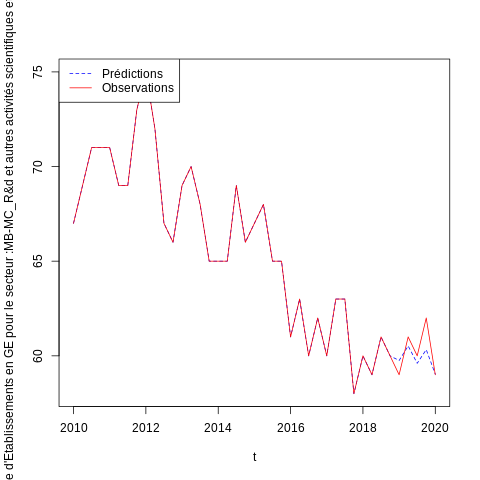 e d'Etablissements en GE pour le secteur :MB-MC_R&d et autres activités scientifiques e
75
70
65
60
Prédictions
Observations
2010 2012 2014 2016 2018 2020
t